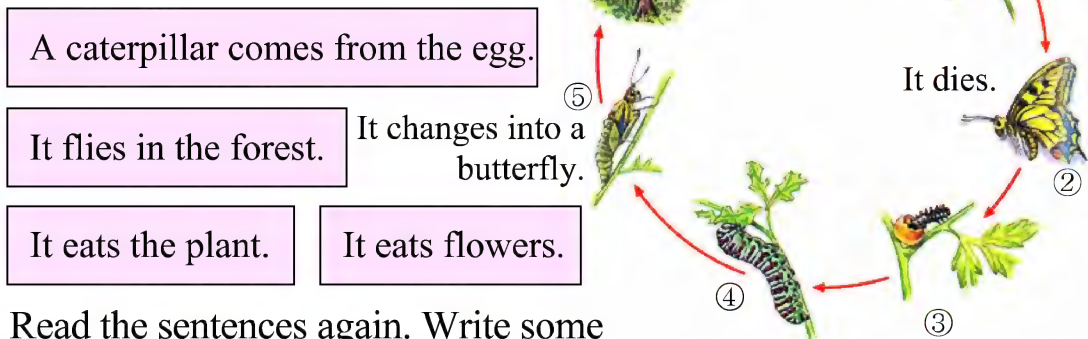 A caterpillar comes from the egg.
It dies.
⑤
It flies in the forest.
It changes into a
butterfly.
②
It eats the plant.
It eats flowers.
④
③
Read the sentences again. Write some